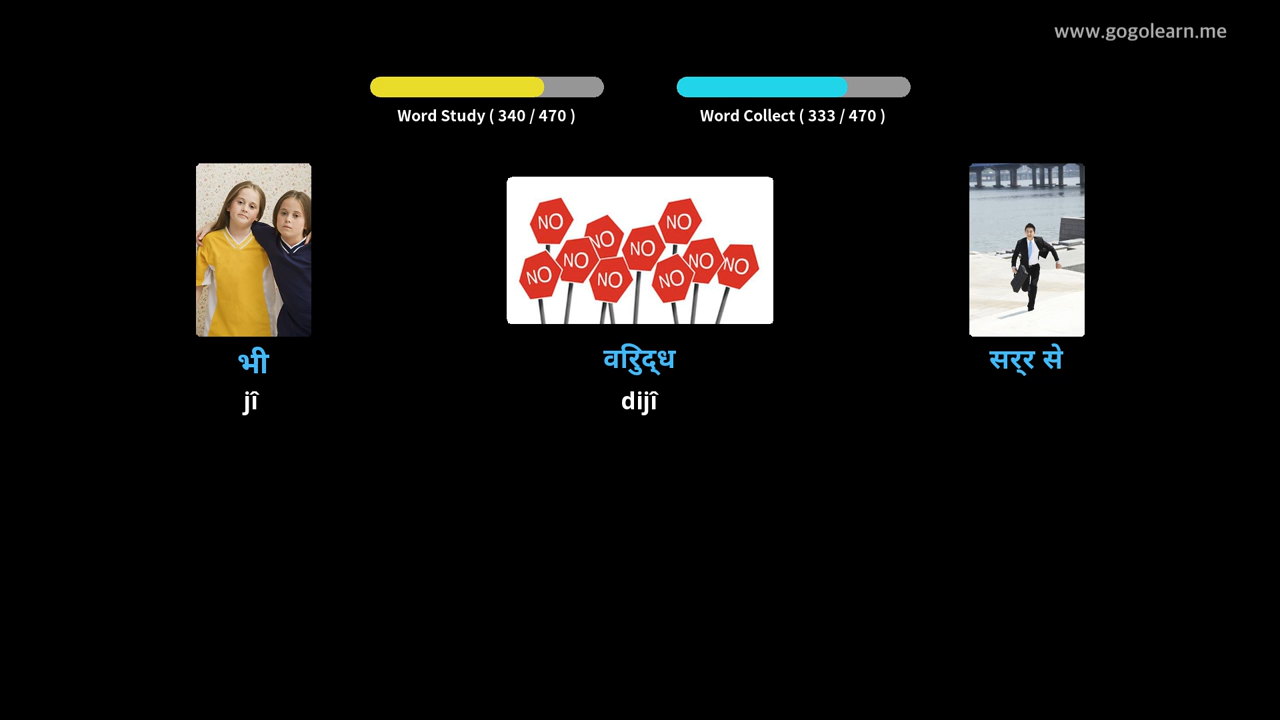 www.gogolearn.me
Word Study ( 340 / 470 )
Word Collect ( 333 / 470 )
NO NO NO
NO NO NO NO
NO NO NO
भी
विरुद्ध
सर्र से
jî
dijî